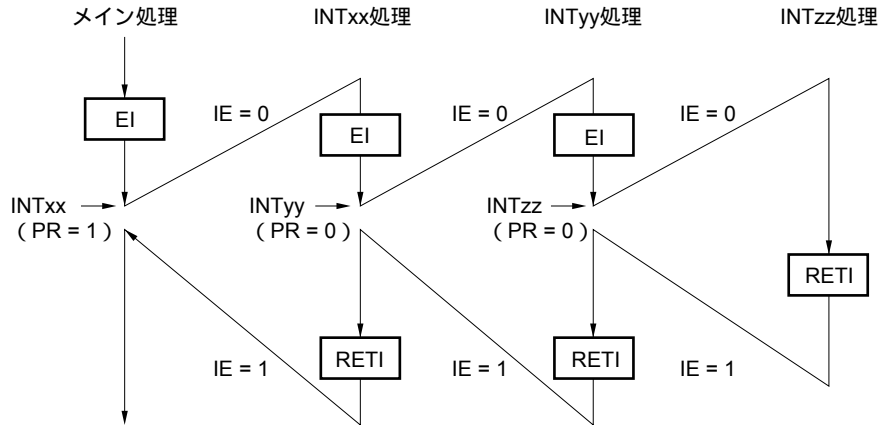 メイン処理 INTxx処理 INTyy処理 INTzz処理
EI IE = 0 EI IE = 0 EI IE = 0
INTxx INTyy INTzz
(PR = 1) (PR = 0) (PR = 0)
RETI
IE = 1 RETI IE = 1 RETI IE = 1